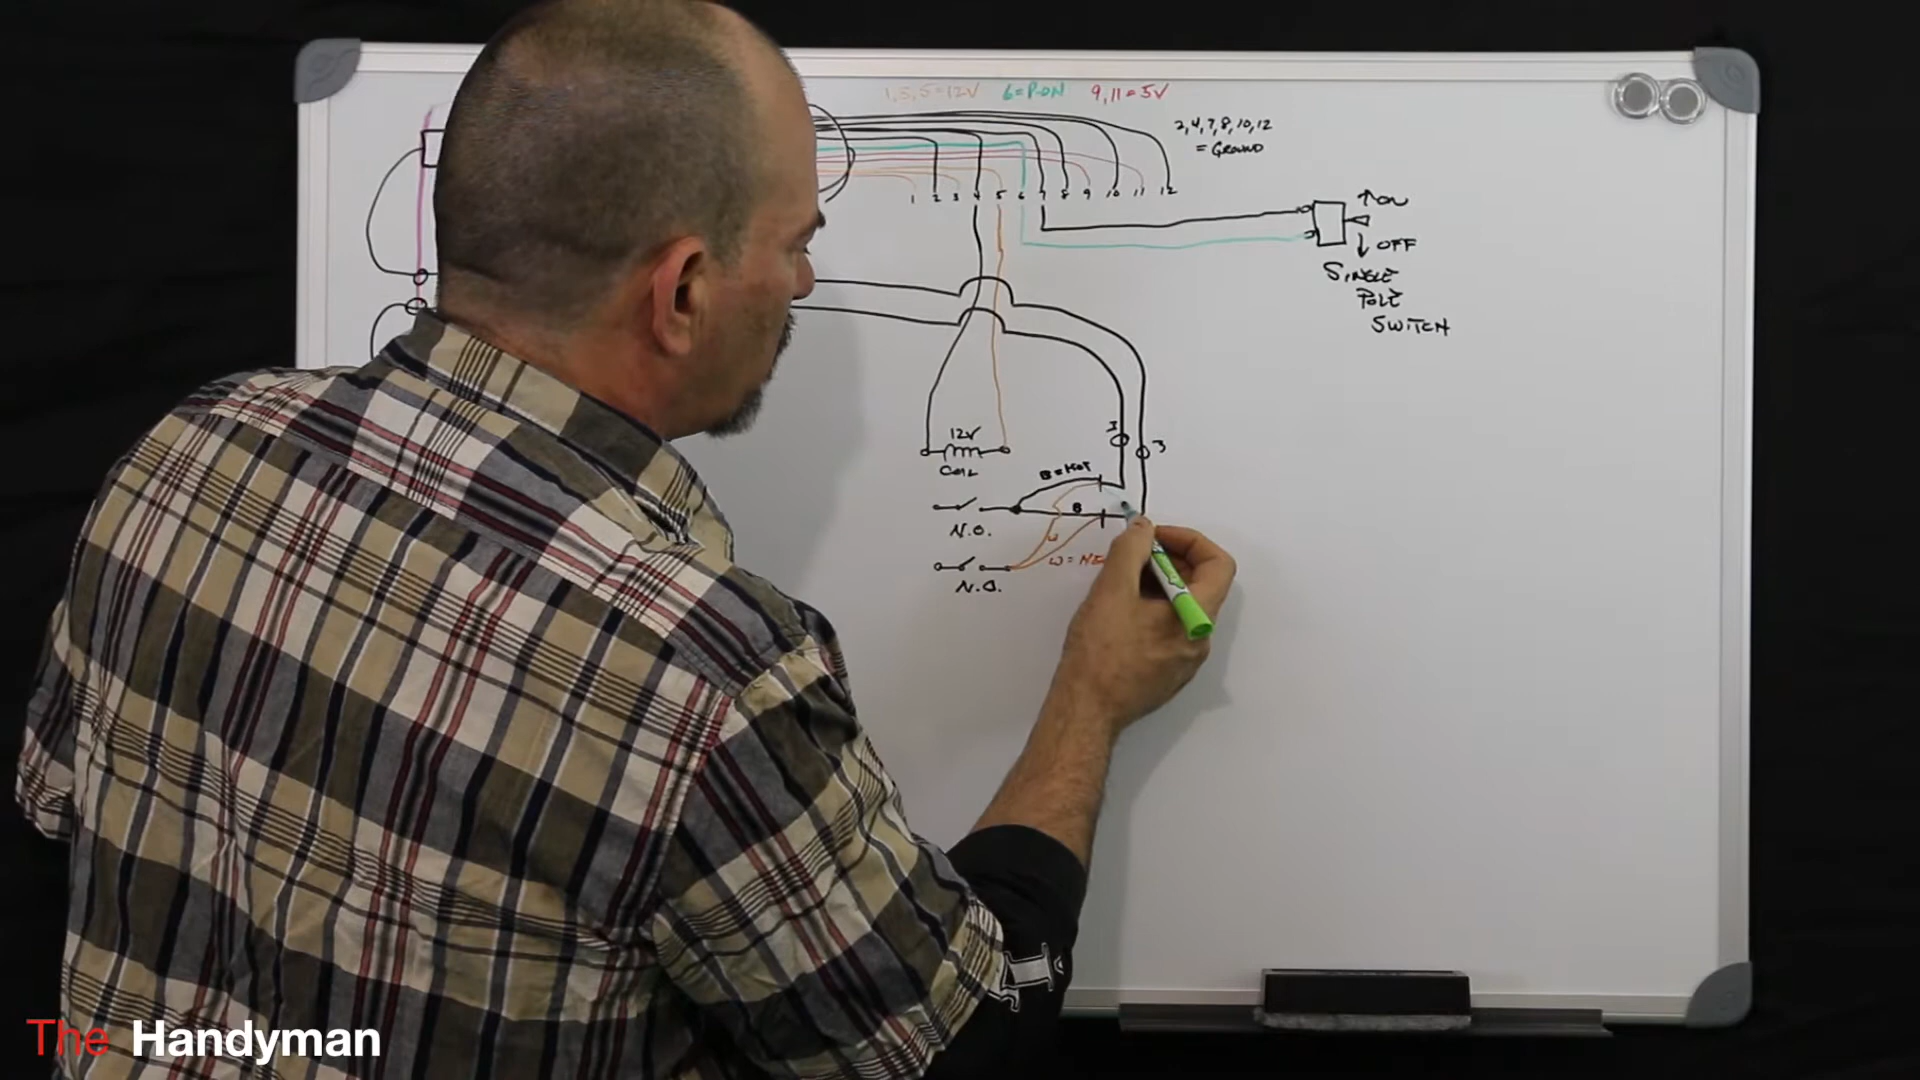 1,3,5=12V 6=P-ON 9,11=5V
2,4,7,8,10,12
= GROUND
1 2 3 4 5 6 7 8 9 10 11 12
↑ON
↓OFF
SINGLE
POLE
SWITCH
12V
COIL
3
B=HOT
B
N.O.
W
W=
N.O.
The Handyman